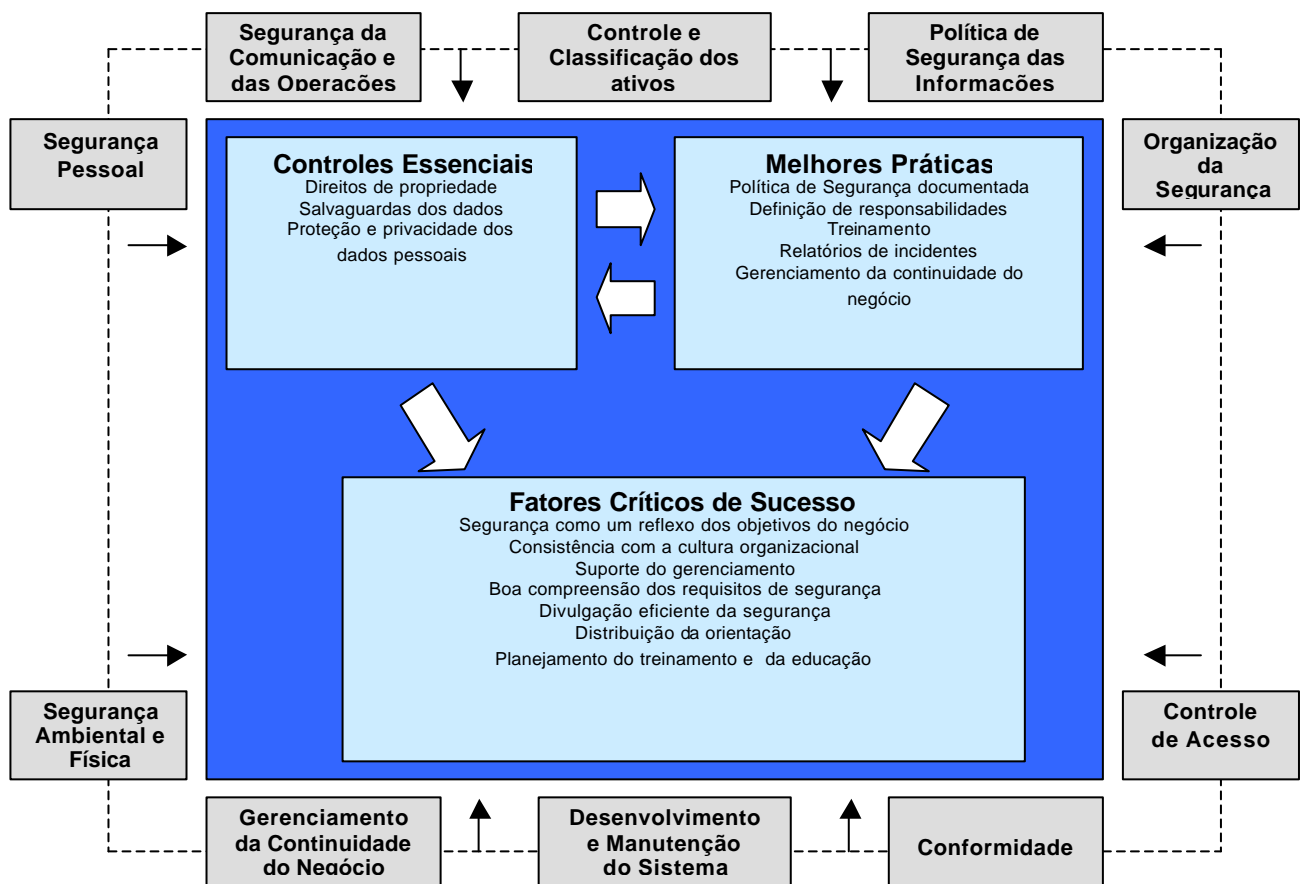 Segurança da
Comunicação e
das Operações
Controle e
Classificação dos
ativos
Política de
Segurança das
Informações
Segurança
Pessoal
Organização
da
Segurança
Controles Essenciais
Direitos de propriedade
Salvaguardas dos dados
Proteção e privacidade dos
dados pessoais
Melhores Práticas
Política de Segurança documentada
Definição de responsabilidades
Treinamento
Relatórios de incidentes
Gerenciamento da continuidade do
negócio
Fatores Críticos de Sucesso
Segurança como um reflexo dos objetivos do negócio
Consistência com a cultura organizacional
Suporte do gerenciamento
Boa compreensão dos requisitos de segurança
Divulgação eficiente da segurança
Distribuição da orientação
Planejamento do treinamento e da educação
Segurança
Ambiental e
Física
Controle
de Acesso
Gerenciamento
da Continuidade
do Negócio
Desenvolvimento
e Manutenção
do Sistema
Conformidade